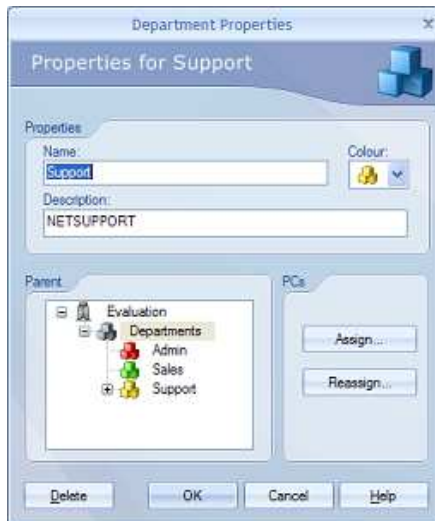 Department Properties
Properties for Support
Properties
Name:
Colour:
Support
Description:
NETSUPPORT
Parent
PCs
Evaluation
Departments
Admin
Sales
Support
Assign...
Reassign...
Delete
OK
Cancel
Help